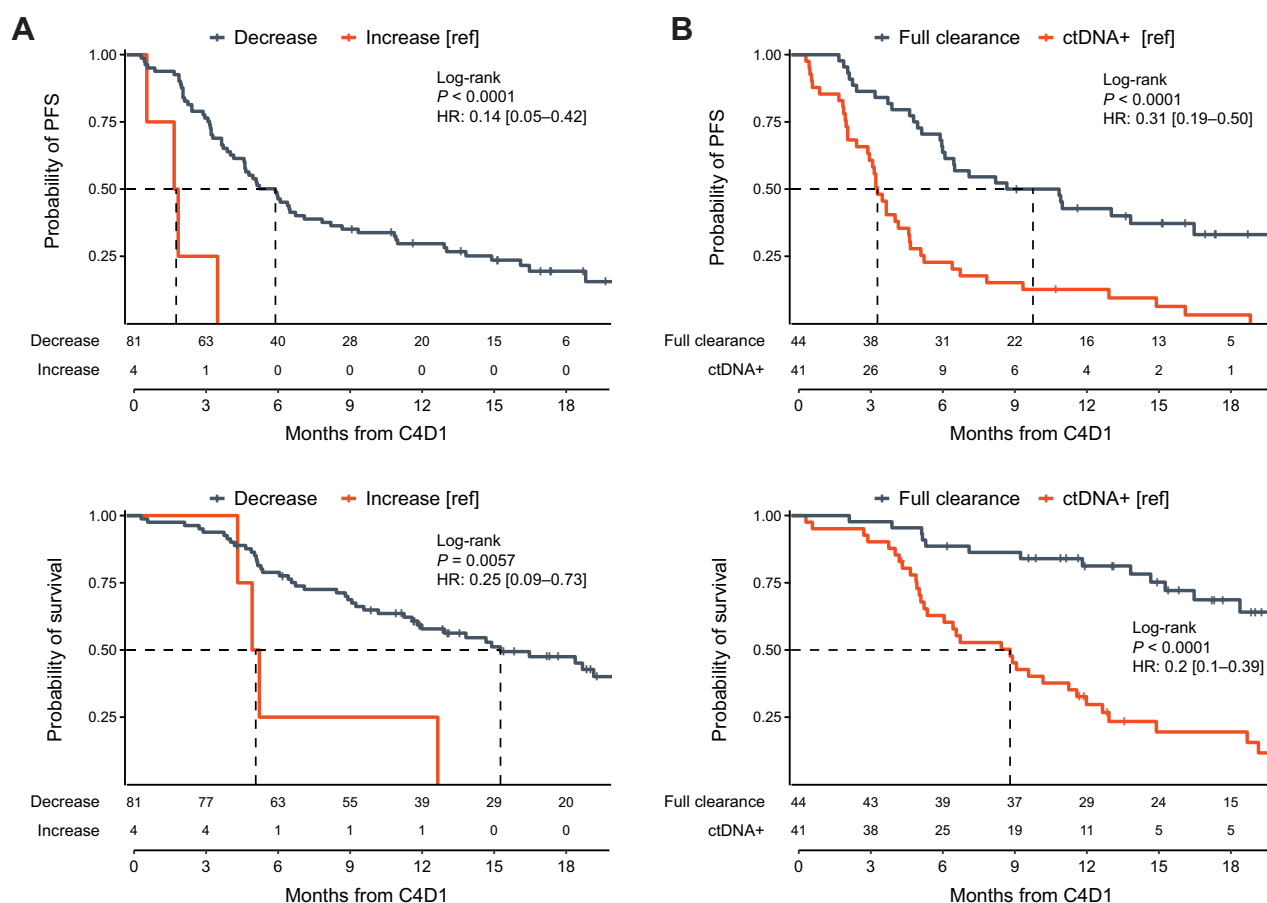 A
Decrease Increase [ref]
1.00
0.75
0.50
0.25
Probability of PFS
Log-rank
P < 0.0001
HR: 0.14 [0.05–0.42]
Decrease 81 63 40 28 20 15 6
Increase 4 1 0 0 0 0 0
0 3 6 9 12 15 18
Months from C4D1
B
Full clearance ctDNA+ [ref]
1.00
0.75
0.50
0.25
Probability of PFS
Log-rank
P < 0.0001
HR: 0.31 [0.19–0.50]
Full clearance 44 38 31 22 16 13 5
ctDNA+ 41 26 9 6 4 2 1
0 3 6 9 12 15 18
Months from C4D1
Decrease Increase [ref]
1.00
0.75
0.50
0.25
Probability of survival
Log-rank
P = 0.0057
HR: 0.25 [0.09–0.73]
Decrease 81 77 63 55 39 29 20
Increase 4 4 1 1 1 0 0
0 3 6 9 12 15 18
Months from C4D1
Full clearance ctDNA+ [ref]
1.00
0.75
0.50
0.25
Probability of survival
Log-rank
P < 0.0001
HR: 0.2 [0.1–0.39]
Full clearance 44 43 39 37 29 24 15
ctDNA+ 41 38 25 19 11 5 5
0 3 6 9 12 15 18
Months from C4D1